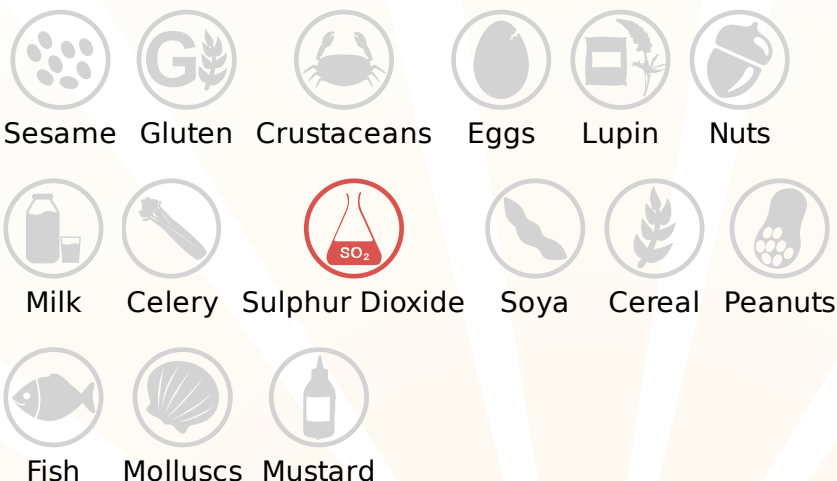 G
Sesame Gluten Crustaceans Eggs Lupin Nuts
SO₂
Milk Celery Sulphur Dioxide Soya Cereal Peanuts
Fish Molluscs Mustard